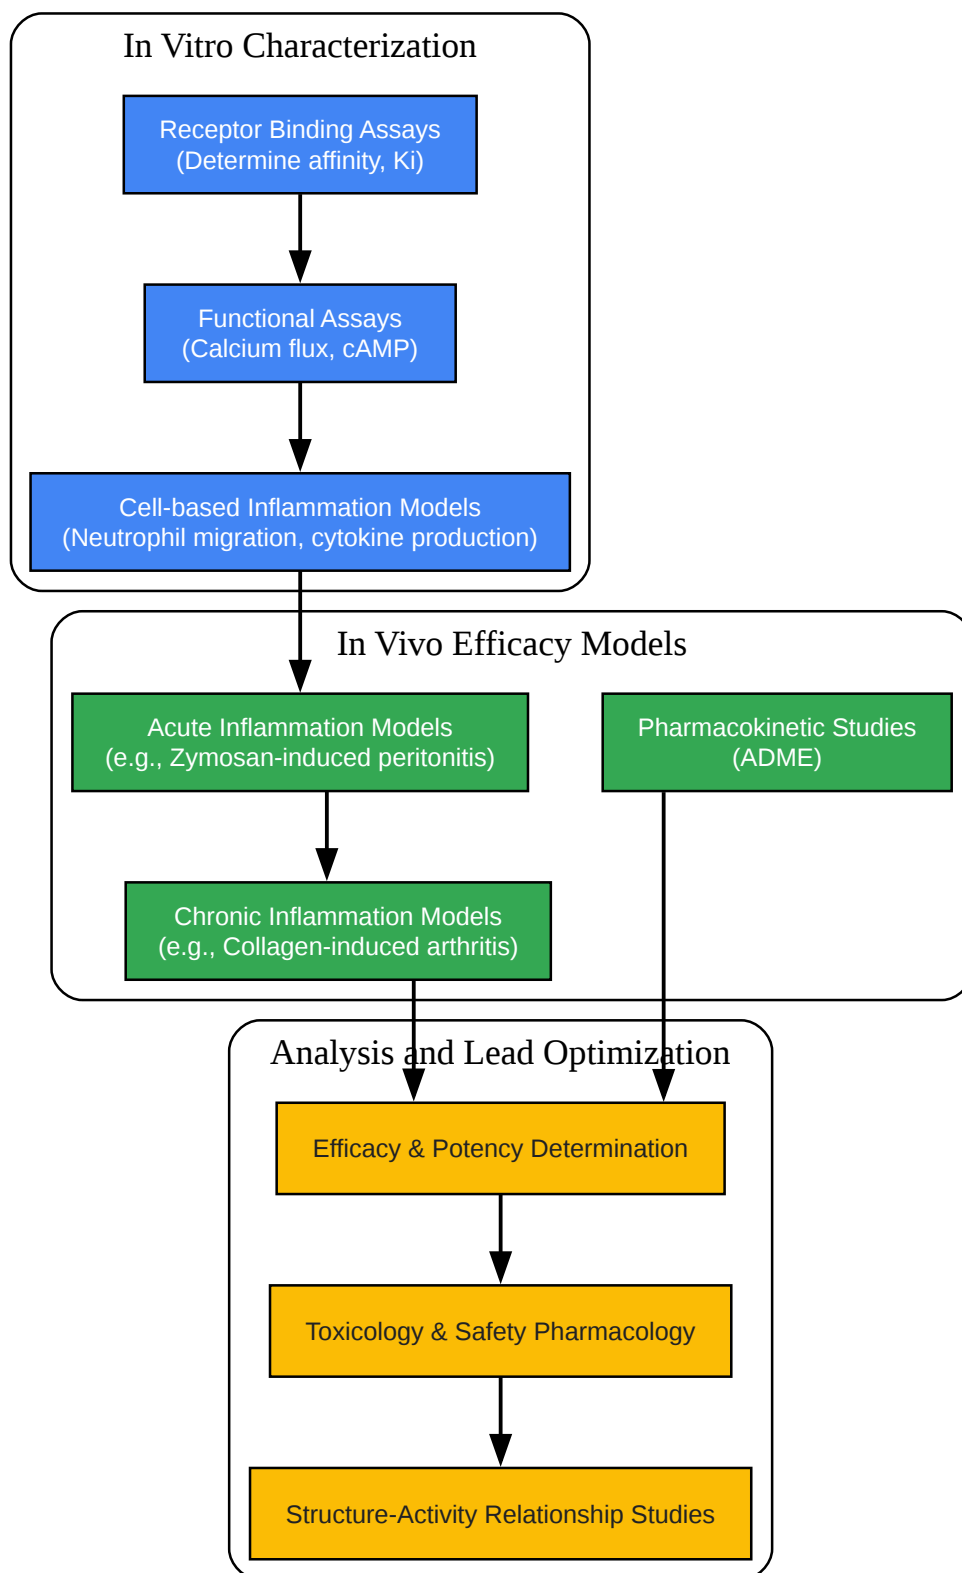 In Vitro Characterization
Receptor Binding Assays
(Determine affinity, Ki)
Functional Assays
(Calcium flux, cAMP)
Cell-based Inflammation Models
(Neutrophil migration, cytokine production)
In Vivo Efficacy Models
Acute Inflammation Models
(e.g., Zymosan-induced peritonitis)
Pharmacokinetic Studies
(ADME)
Chronic Inflammation Models
(e.g., Collagen-induced arthritis)
Analysis and Lead Optimization
Efficacy & Potency Determination
Toxicology & Safety Pharmacology
Structure-Activity Relationship Studies